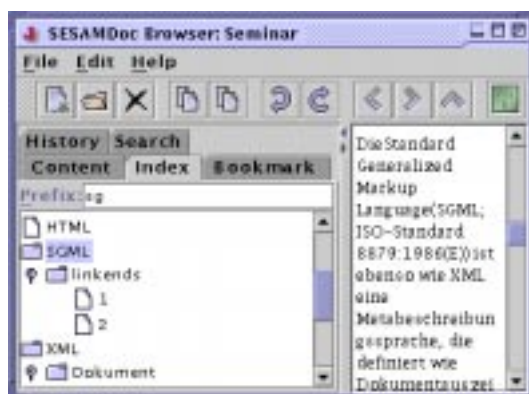 SESAMDoc Browser: Seminar
File Edit Help
History Search
Content Index Bookmark
Prefix: sg
HTML
SGML
linkends
1
2
XML
Dokument
Die Standard
Generalized
Markup
Language(SGML;
ISO-Standard
8879:1986(E)) ist
ebenso wie XML
eine
Metabeschreibun
gssprache, die
definiert wie
Dokumentauszei